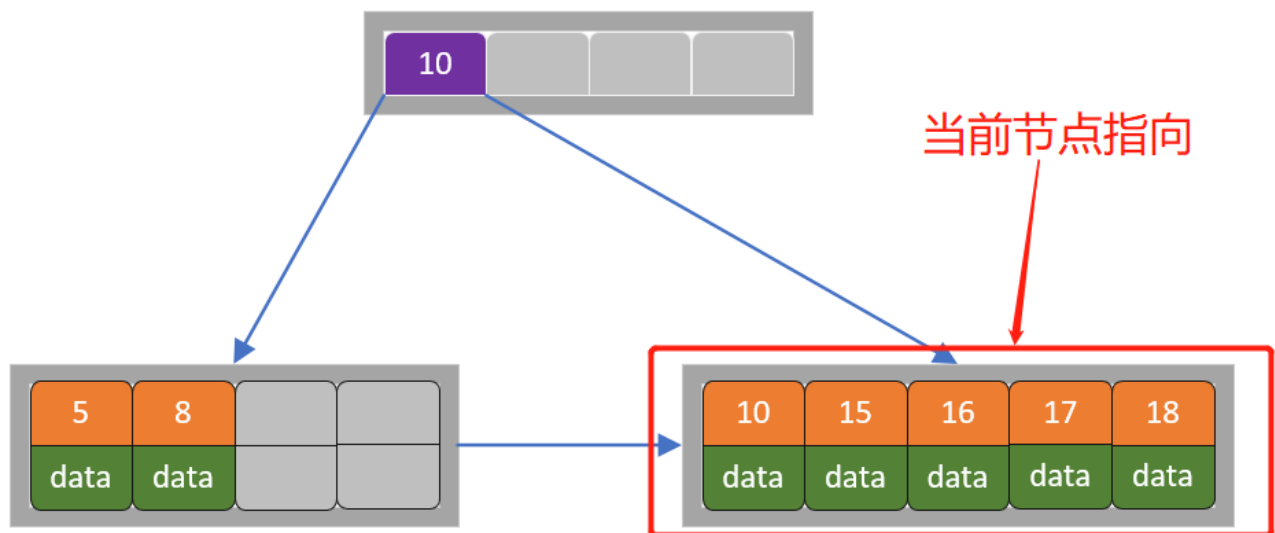 10
当前节点指向
5 8
data data
10 15 16 17 18
data data data data data